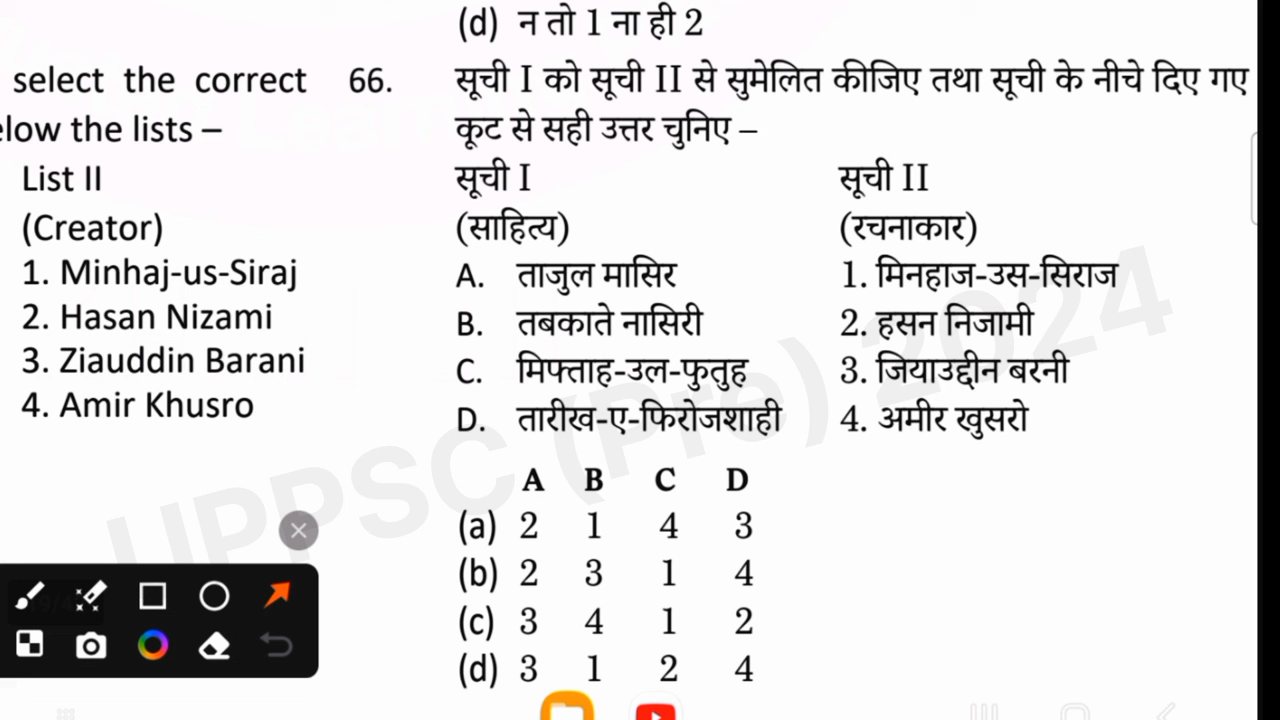 (d) न तो 1 ना ही 2
select the correct
elow the lists –
List II
(Creator)
1. Minhaj-us-Siraj
2. Hasan Nizami
3. Ziauddin Barani
4. Amir Khusro
66. सूची I को सूची II से सुमेलित कीजिए तथा सूची के नीचे दिए गए
कूट से सही उत्तर चुनिए –
सूची I सूची II
(साहित्य) (रचनाकार)
A. ताजुल मासिर 1. मिनहाज-उस-सिराज
B. तबकाते नासिरी 2. हसन निजामी
C. मिफ्ताह-उल-फुतुह 3. जियाउद्दीन बरनी
D. तारीख-ए-फिरोजशाही 4. अमीर खुसरो
A B C D
(a) 2 1 4 3
(b) 2 3 1 4
(c) 3 4 1 2
(d) 3 1 2 4
UPPSC (Pre) 2024